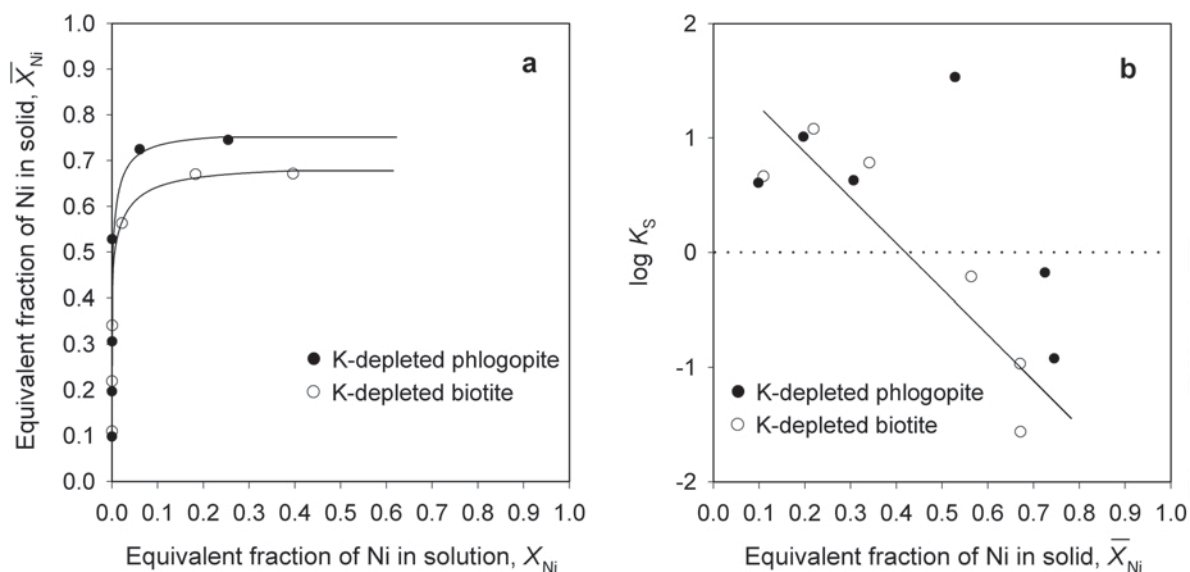 a
1.0
0.9
0.8
0.7
0.6
0.5
0.4
0.3
0.2
0.1
0.0
Equivalent fraction of Ni in solid, X̅Ni
K-depleted phlogopite
K-depleted biotite
0.0 0.1 0.2 0.3 0.4 0.5 0.6 0.7 0.8 0.9 1.0
Equivalent fraction of Ni in solution, XNi
b
2
1
0
-1
-2
log KS
K-depleted phlogopite
K-depleted biotite
0.0 0.1 0.2 0.3 0.4 0.5 0.6 0.7 0.8 0.9 1.0
Equivalent fraction of Ni in solid, X̅Ni